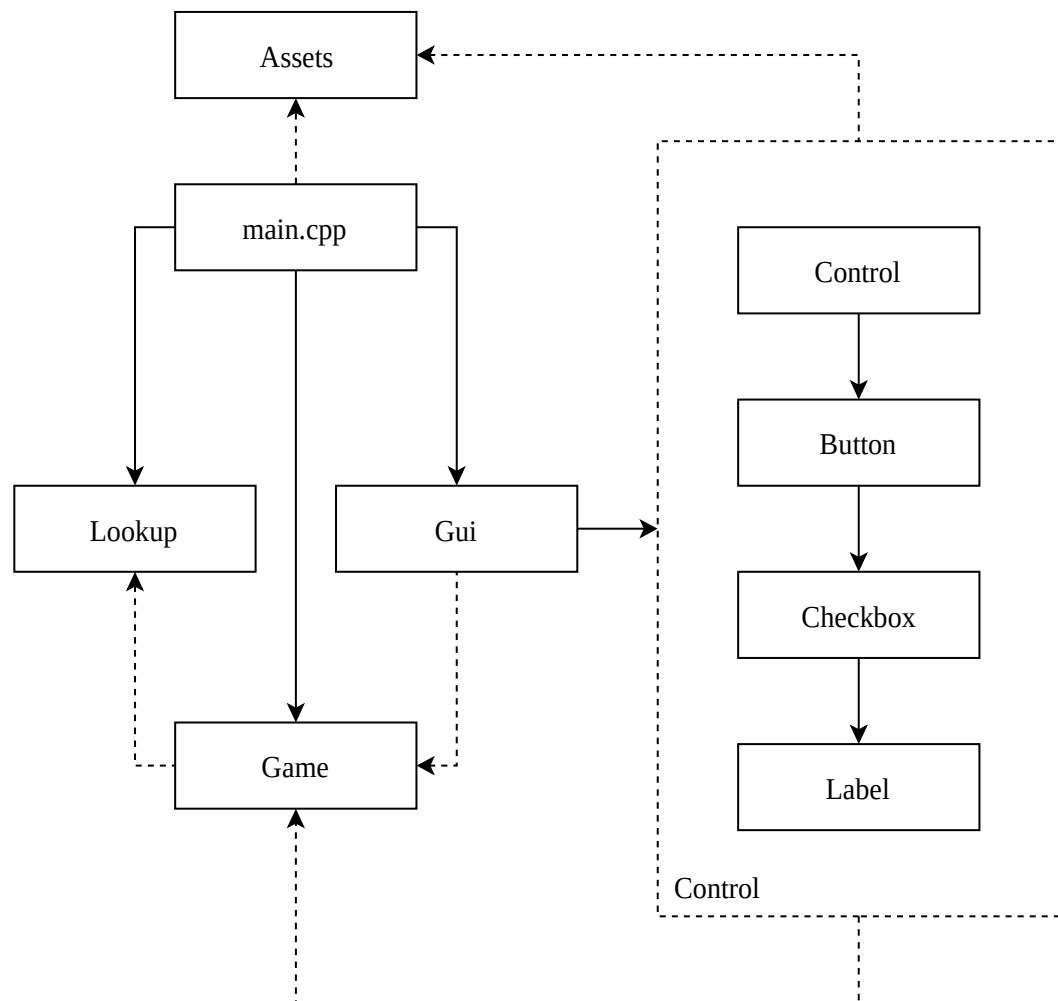 Assets
main.cpp
Control
Button
Lookup
Gui
Checkbox
Game
Label
Control